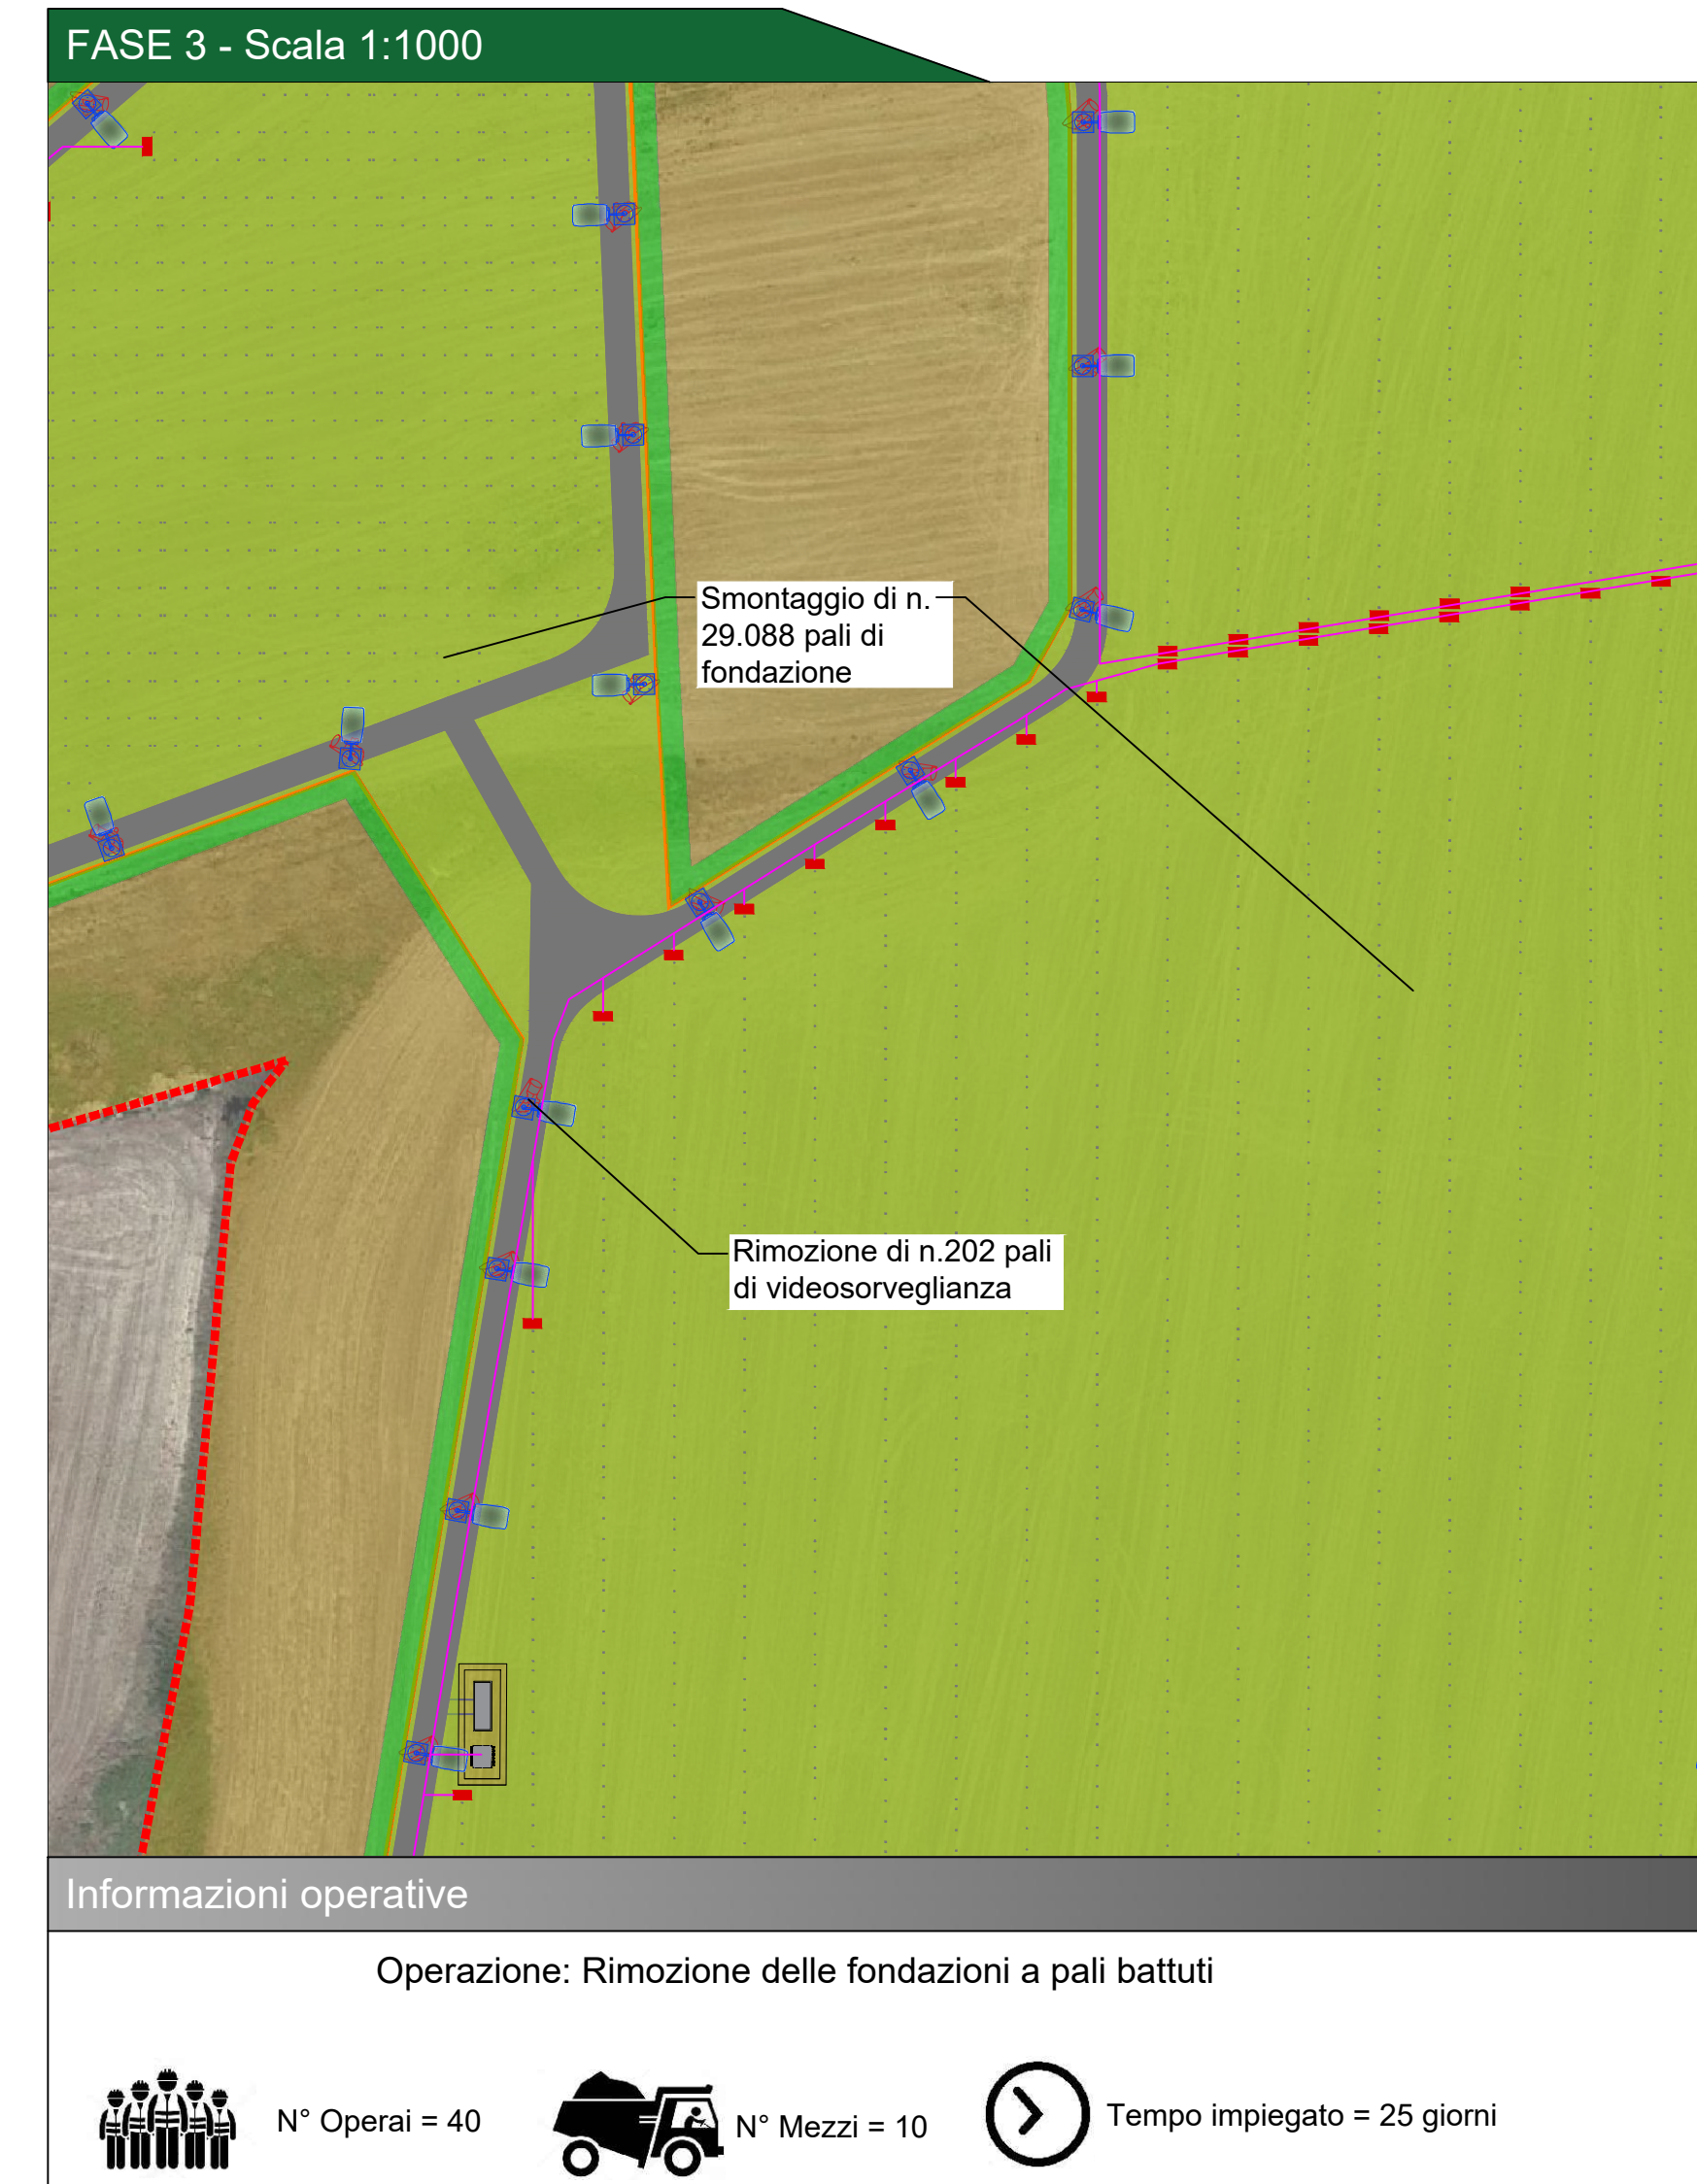 FASE 3 - Scala 1:1000
Smontaggio di n.
29.088 pali di
fondazione
Rimozione di n.202 pali
di videosorveglianza
Informazioni operative
Operazione: Rimozione delle fondazioni a pali battuti
N° Operai = 40
N° Mezzi = 10
Tempo impiegato = 25 giorni